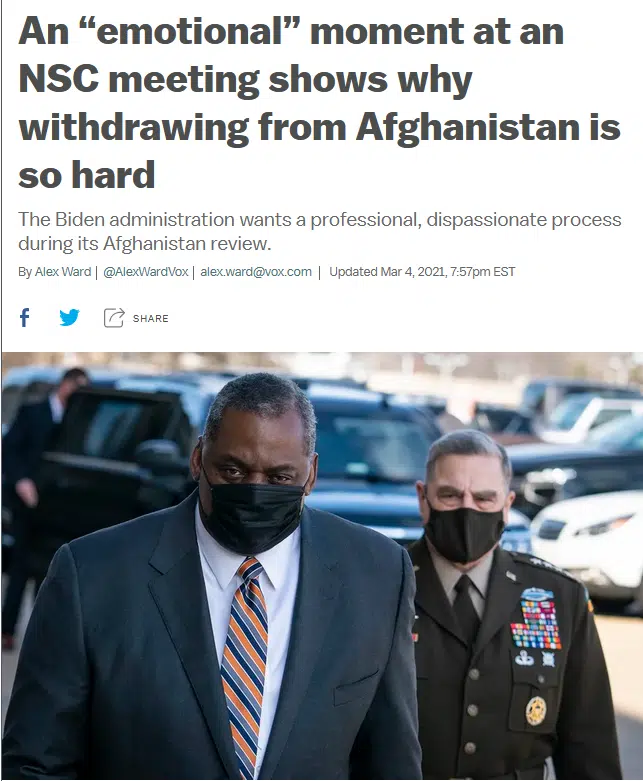 An “emotional” moment at an
NSC meeting shows why
withdrawing from Afghanistan is
so hard
The Biden administration wants a professional, dispassionate process
during its Afghanistan review.
By Alex Ward | @AlexWardVox | alex.ward@vox.com | Updated Mar 4, 2021, 7:57pm EST
SHARE